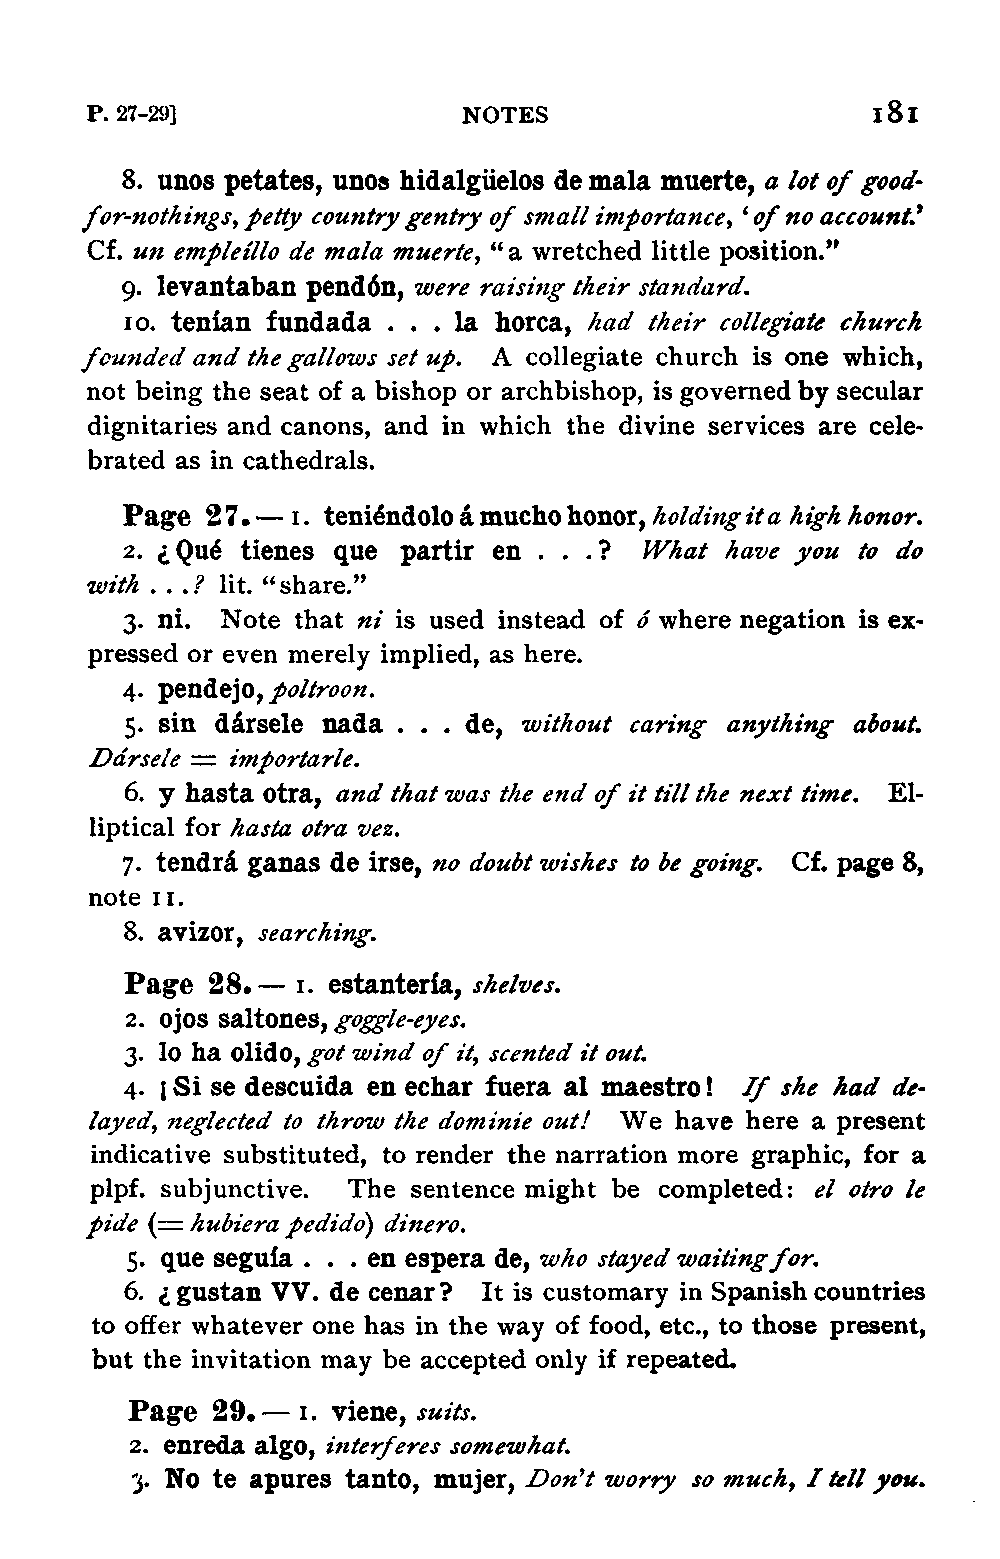 P. 27-29] NOTES 181
8. unos petates, unos hidalgüelos de mala muerte, a lot of good-
for-nothings, petty country gentry of small importance, ‘of no account.’
Cf. un empleíllo de mala muerte, “a wretched little position.”
9. levantaban pendón, were raising their standard.
10. tenían fundada . . . la horca, had their collegiate church
founded and the gallows set up. A collegiate church is one which,
not being the seat of a bishop or archbishop, is governed by secular
dignitaries and canons, and in which the divine services are cele-
brated as in cathedrals.
Page 27.— 1. teniéndolo á mucho honor, holding it a high honor.
2. ¿Qué tienes que partir en . . .? What have you to do
with . . .? lit. “share.”
3. ni. Note that ni is used instead of ó where negation is ex-
pressed or even merely implied, as here.
4. pendejo, poltroon.
5. sin dársele nada . . . de, without caring anything about.
Dársele = importarle.
6. y hasta otra, and that was the end of it till the next time. El-
liptical for hasta otra vez.
7. tendrá ganas de irse, no doubt wishes to be going. Cf. page 8,
note 11.
8. avizor, searching.
Page 28.— 1. estantería, shelves.
2. ojos saltones, goggle-eyes.
3. lo ha olido, got wind of it, scented it out.
4. ¡Si se descuida en echar fuera al maestro! If she had de-
layed, neglected to throw the dominie out! We have here a present
indicative substituted, to render the narration more graphic, for a
plpf. subjunctive. The sentence might be completed: el otro le
pide (= hubiera pedido) dinero.
5. que seguía . . . en espera de, who stayed waiting for.
6. ¿gustan VV. de cenar? It is customary in Spanish countries
to offer whatever one has in the way of food, etc., to those present,
but the invitation may be accepted only if repeated.
Page 29.— 1. viene, suits.
2. enreda algo, interferes somewhat.
3. No te apures tanto, mujer, Don't worry so much, I tell you.